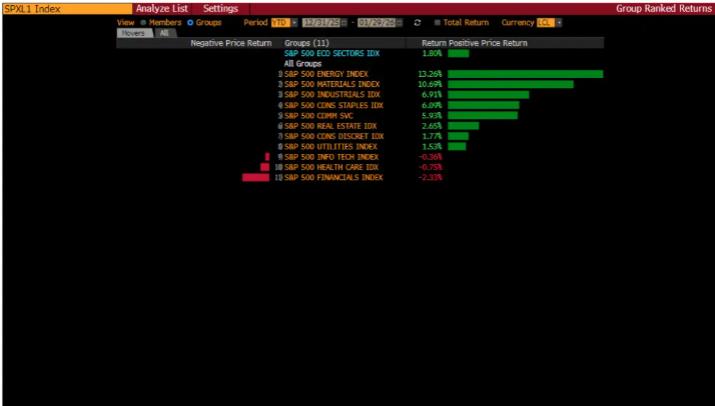 SPXL1 Index Analyze List Settings Group Ranked Returns
View Members Groups Period YTD 12/31/25 - 01/29/26 Total Return Currency LCL
Movers All
Negative Price Return Groups (11) Return Positive Price Return
S&P 500 ECO SECTORS IDX 1.80%
All Groups
1) S&P 500 ENERGY INDEX 13.26%
2) S&P 500 MATERIALS INDEX 10.69%
3) S&P 500 INDUSTRIALS IDX 6.91%
4) S&P 500 CONS STAPLES IDX 6.09%
5) S&P 500 COMM SVC 5.93%
6) S&P 500 REAL ESTATE IDX 2.65%
7) S&P 500 CONS DISCRET IDX 1.77%
8) S&P 500 UTILITIES INDEX 1.53%
9) S&P 500 INFO TECH INDEX -0.36%
10) S&P 500 HEALTH CARE IDX -0.75%
11) S&P 500 FINANCIALS INDEX -2.33%